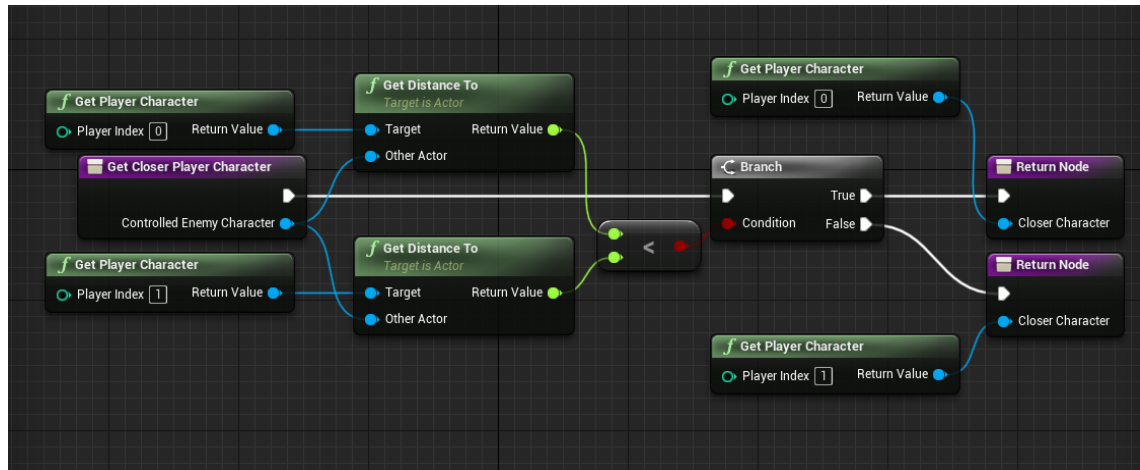 f Get Player Character
Player Index 0 Return Value
Get Closer Player Character
Controlled Enemy Character
f Get Player Character
Player Index 1 Return Value
f Get Distance To
Target is Actor
Target Return Value
Other Actor
f Get Distance To
Target is Actor
Target Return Value
Other Actor
<
f Get Player Character
Player Index 0 Return Value
Branch
True
Condition False
f Get Player Character
Player Index 1 Return Value
Return Node
Closer Character
Return Node
Closer Character